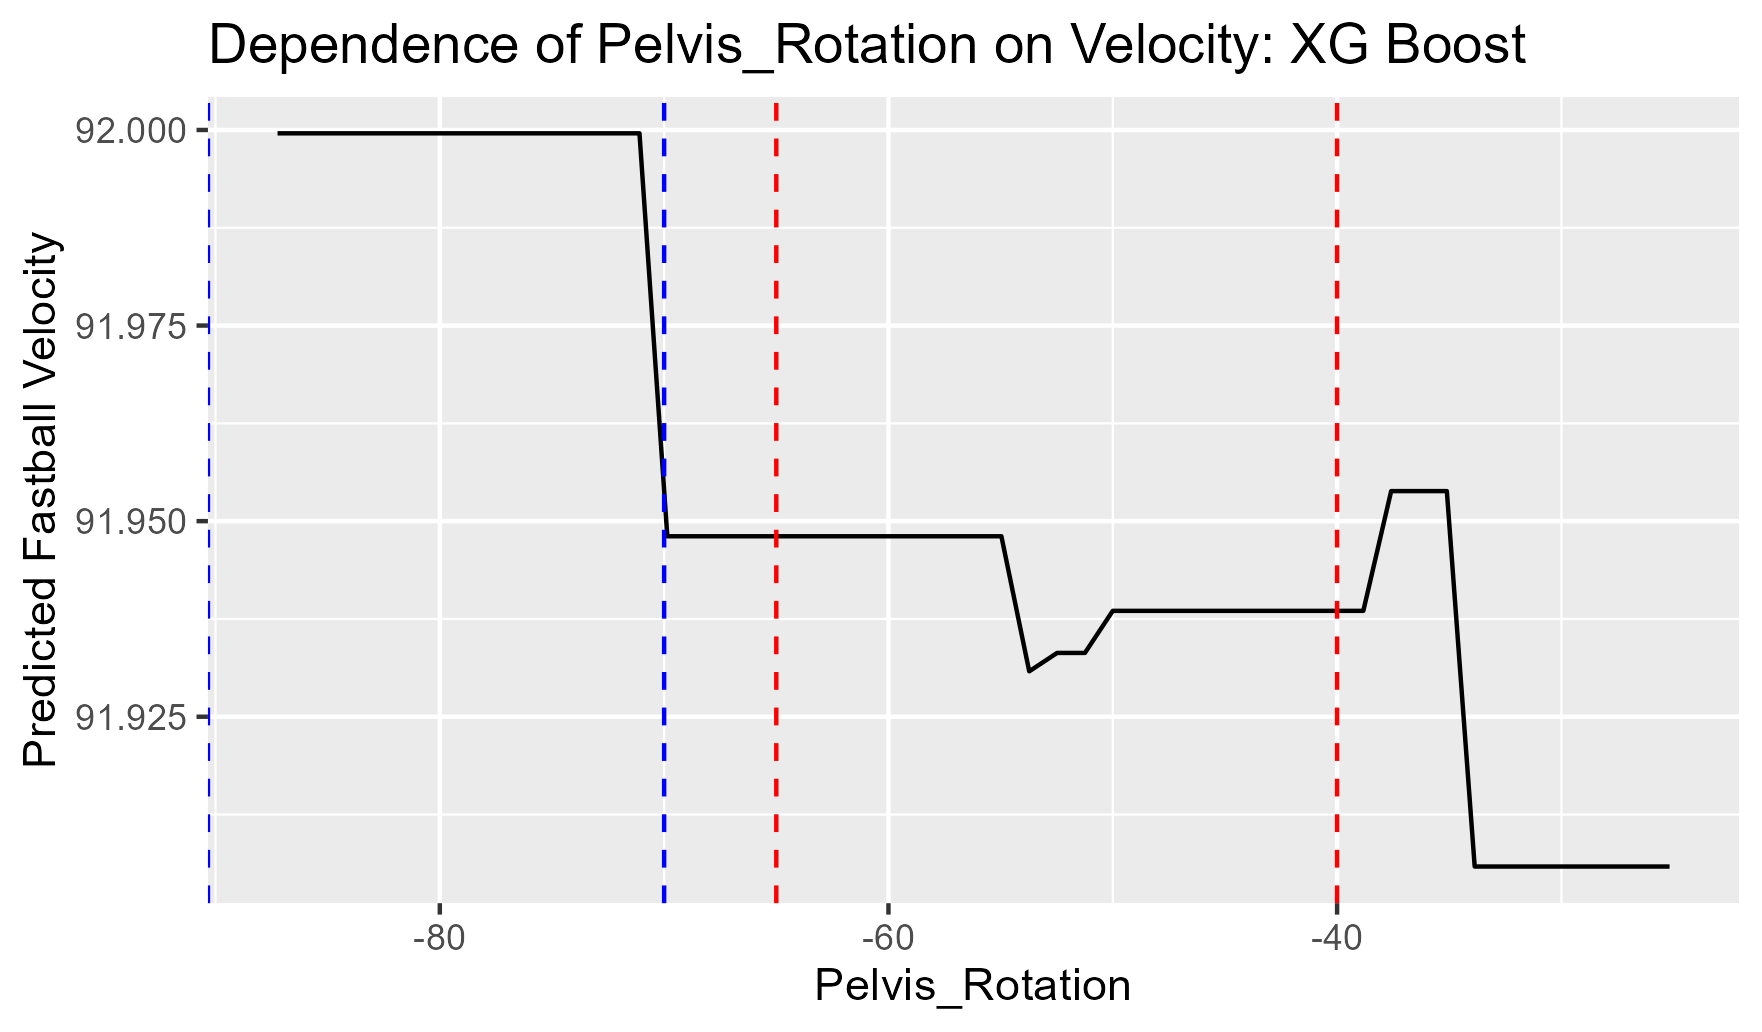 Dependence of Pelvis_Rotation on Velocity: XG Boost
Predicted Fastball Velocity
92.000
91.975
91.950
91.925
-80
-60
-40
Pelvis_Rotation